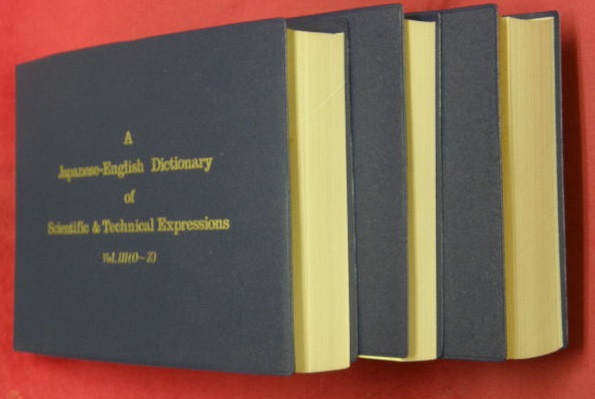 A
Japanese-English Dictionary
of
Scientific & Technical Expressions
Vol. III (O~Z)